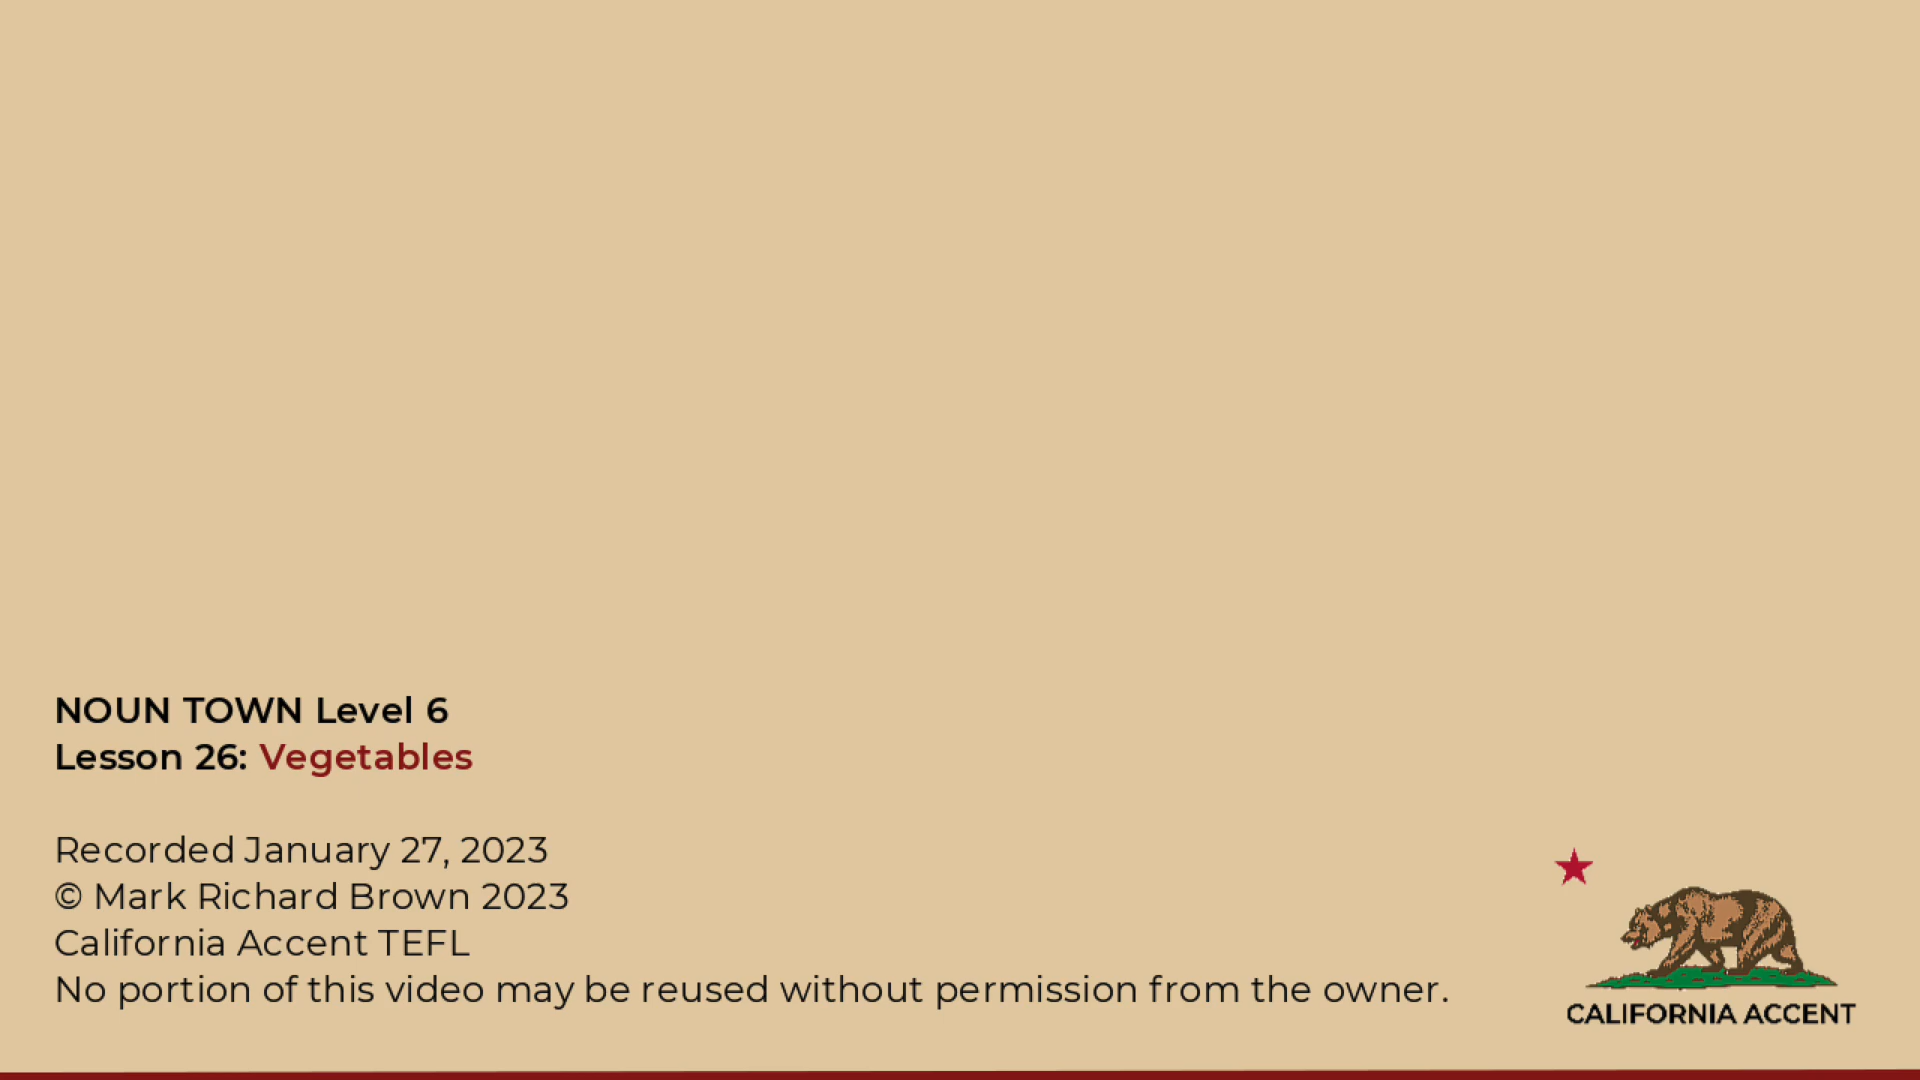 NOUN TOWN Level 6
Lesson 26: Vegetables
Recorded January 27, 2023
© Mark Richard Brown 2023
California Accent TEFL
No portion of this video may be reused without permission from the owner.
CALIFORNIA ACCENT